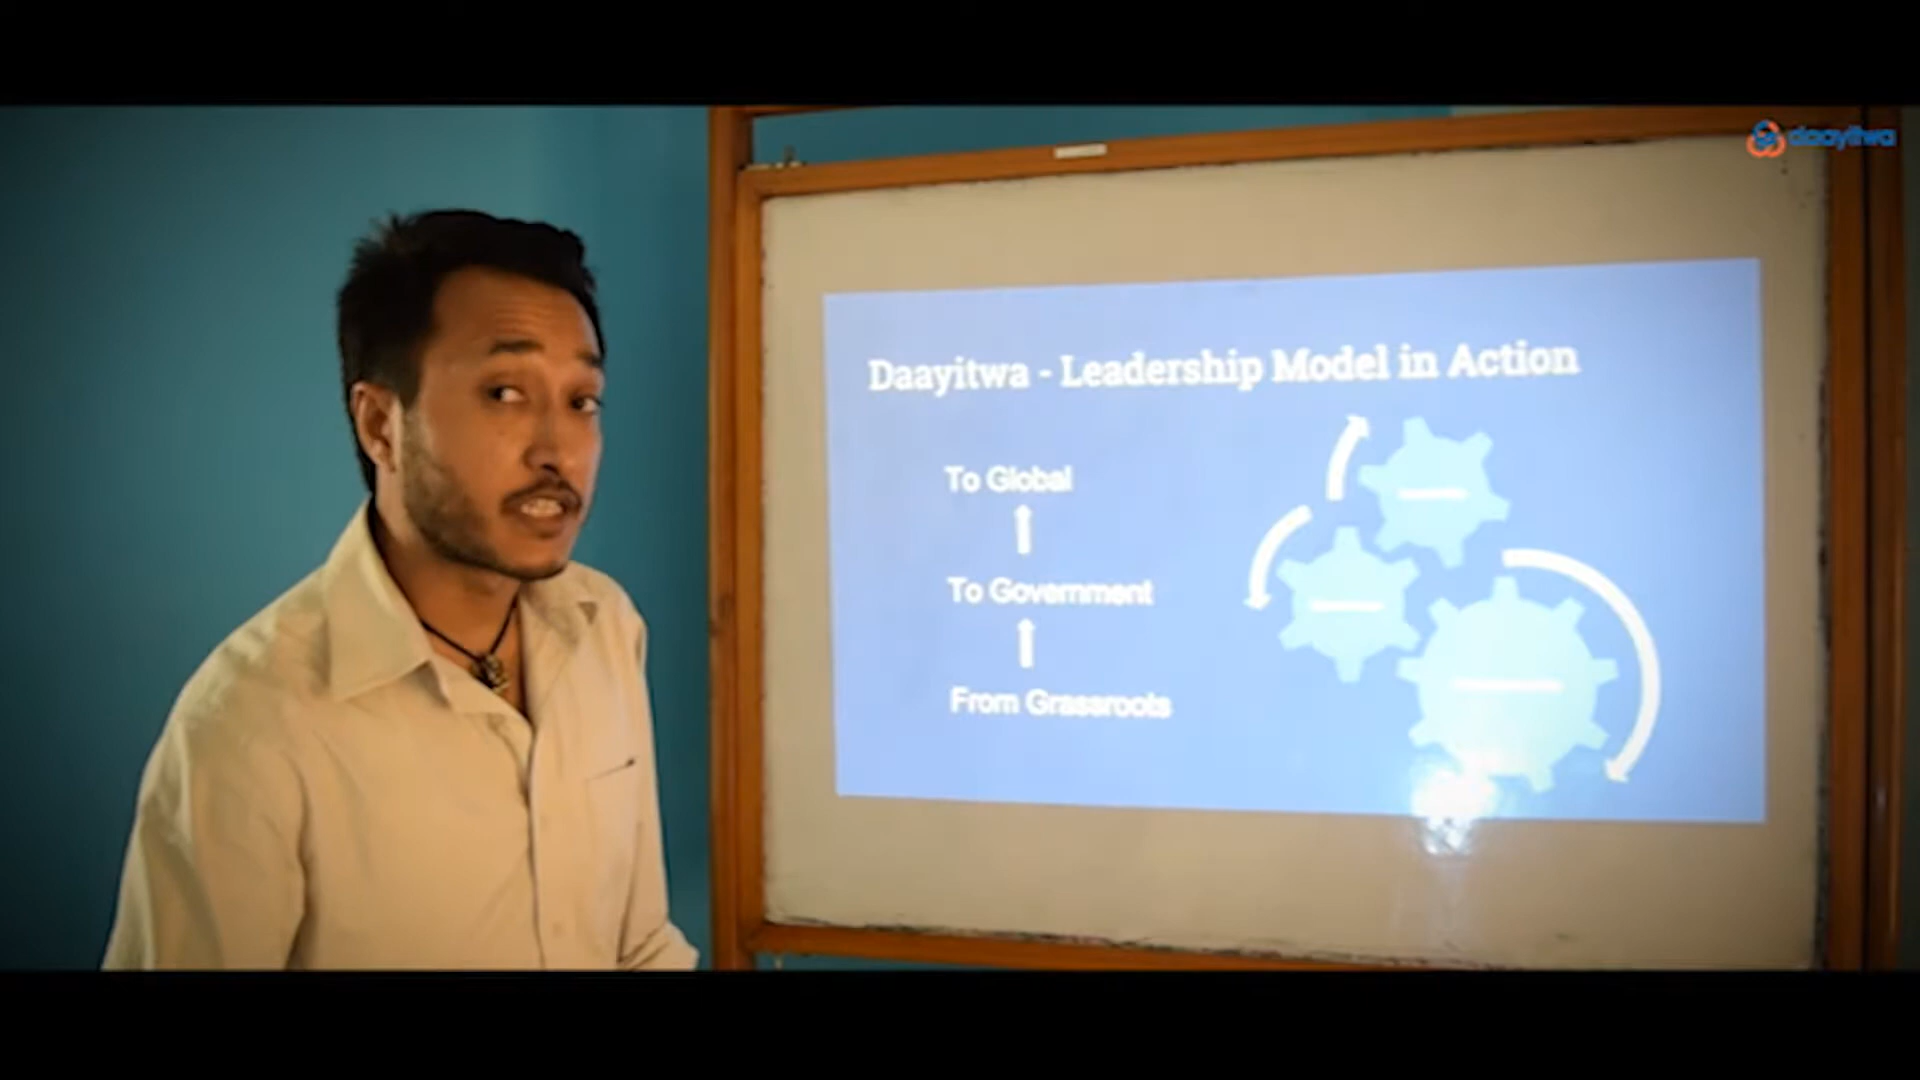 daayitwa
Daayitwa - Leadership Model in Action
To Global
To Government
From Grassroots